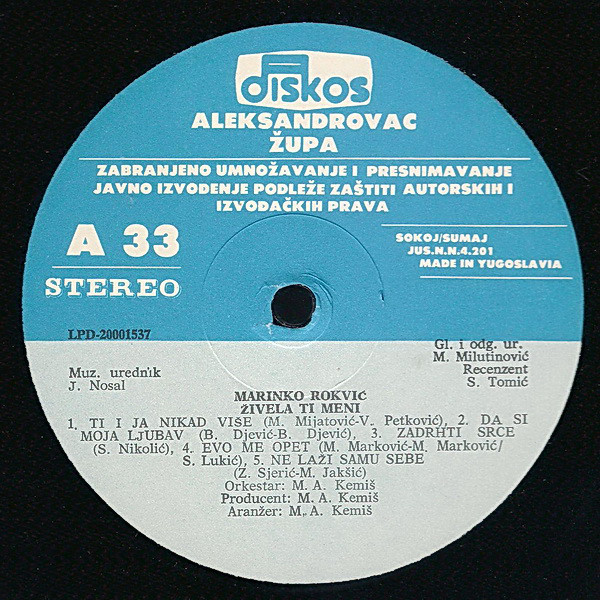 diskos
ALEKSANDROVAC
ŽUPA
ZABRANJENO UMNOŽAVANJE I PRESNIMAVANJE
JAVNO IZVOĐENJE PODLEŽE ZAŠTITI AUTORSKIH I
IZVOĐAČKIH PRAVA
A 33
STEREO
SOKOJ/SUMAJ
JUS.N.N.4.201
MADE IN YUGOSLAVIA
LPD-20001537
Muz. urednik
J. Nosal
Gl. i odg. ur.
M. Milutinović
Recenzent
S. Tomić
MARINKO ROKVIĆ
ŽIVELA TI MENI
1. TI I JA NIKAD VIŠE (M. Mijatović-V. Petković), 2. DA SI
MOJA LJUBAV (B. Djević-B. Djević), 3. ZADRHTI SRCE
(S. Nikolić), 4. EVO ME OPET (M. Marković-M. Marković/
S. Lukić), 5. NE LAŽI SAMU SEBE
(Z. Sjerić-M. Jakšić)
Orkestar: M. A. Kemiš
Producent: M. A. Kemiš
Aranžer: M. A. Kemiš